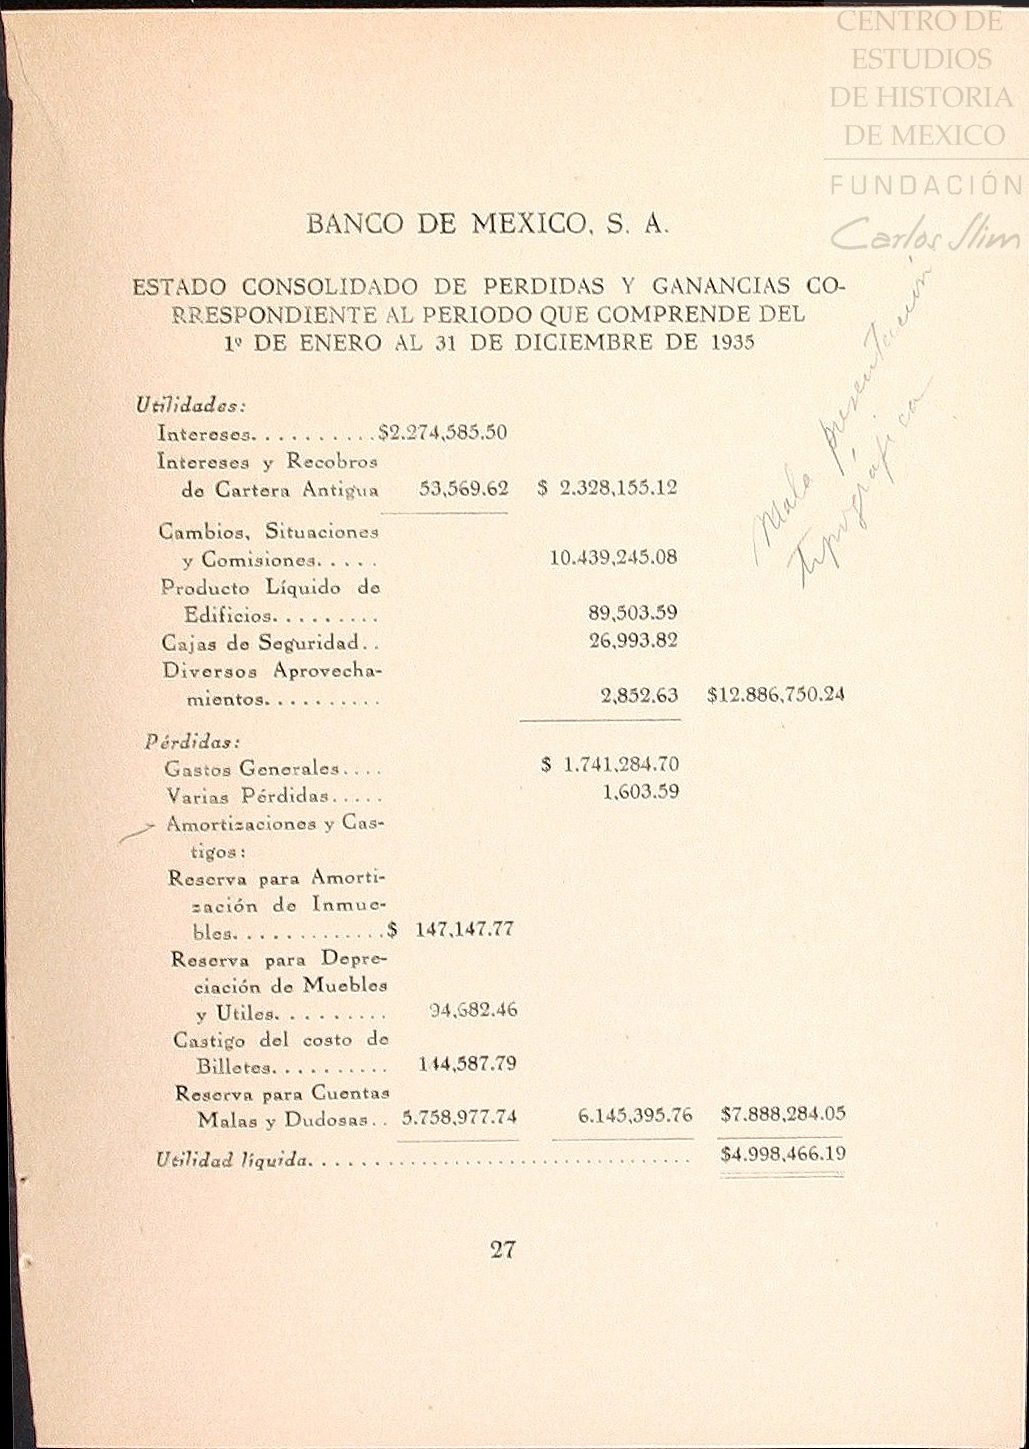 CENTRO DE
ESTUDIOS
DE HISTORIA
DE MEXICO
FUNDACIÓN
Carlos Slim
BANCO DE MEXICO, S. A.
ESTADO CONSOLIDADO DE PERDIDAS Y GANANCIAS CO-
RRESPONDIENTE AL PERIODO QUE COMPRENDE DEL
1º DE ENERO AL 31 DE DICIEMBRE DE 1935
Mala presentación
tipográfica
Utilidades:
Intereses. . . . . . . . . . $2.274,585.50
Intereses y Recobros
de Cartera Antigua 53,569.62 $ 2.328,155.12
Cambios, Situaciones
y Comisiones. . . . . 10.439,245.08
Producto Líquido de
Edificios. . . . . . . . . 89,503.59
Cajas de Seguridad. . 26,993.82
Diversos Aprovecha-
mientos. . . . . . . . . . 2,852.63 $12.886,750.24
Pérdidas:
Gastos Generales. . . . $ 1.741,284.70
Varias Pérdidas. . . . . 1,603.59
Amortizaciones y Cas-
tigos:
Reserva para Amorti-
zación de Inmue-
bles. . . . . . . . . . . . . $ 147,147.77
Reserva para Depre-
ciación de Muebles
y Utiles. . . . . . . . . 94,682.46
Castigo del costo de
Billetes. . . . . . . . . . 144,587.79
Reserva para Cuentas
Malas y Dudosas. . 5.758,977.74 6.145,395.76 $7.888,284.05
Utilidad líquida. . . . . . . . . . . . . . . . . . . . . . . . . . . . . . $4.998,466.19
27